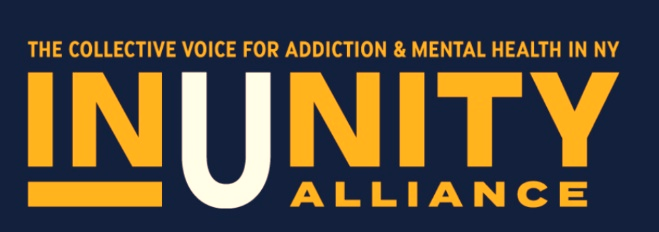 THE COLLECTIVE VOICE FOR ADDICTION & MENTAL HEALTH IN NY
INUNITY
ALLIANCE